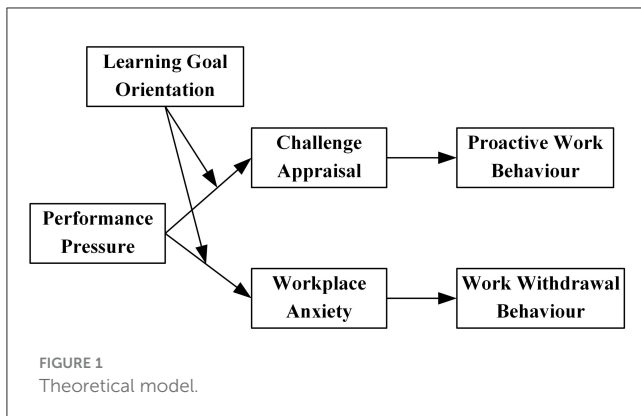 Learning Goal
Orientation
Challenge
Appraisal
Proactive Work
Behaviour
Performance
Pressure
Workplace
Anxiety
Work Withdrawal
Behaviour
FIGURE 1
Theoretical model.